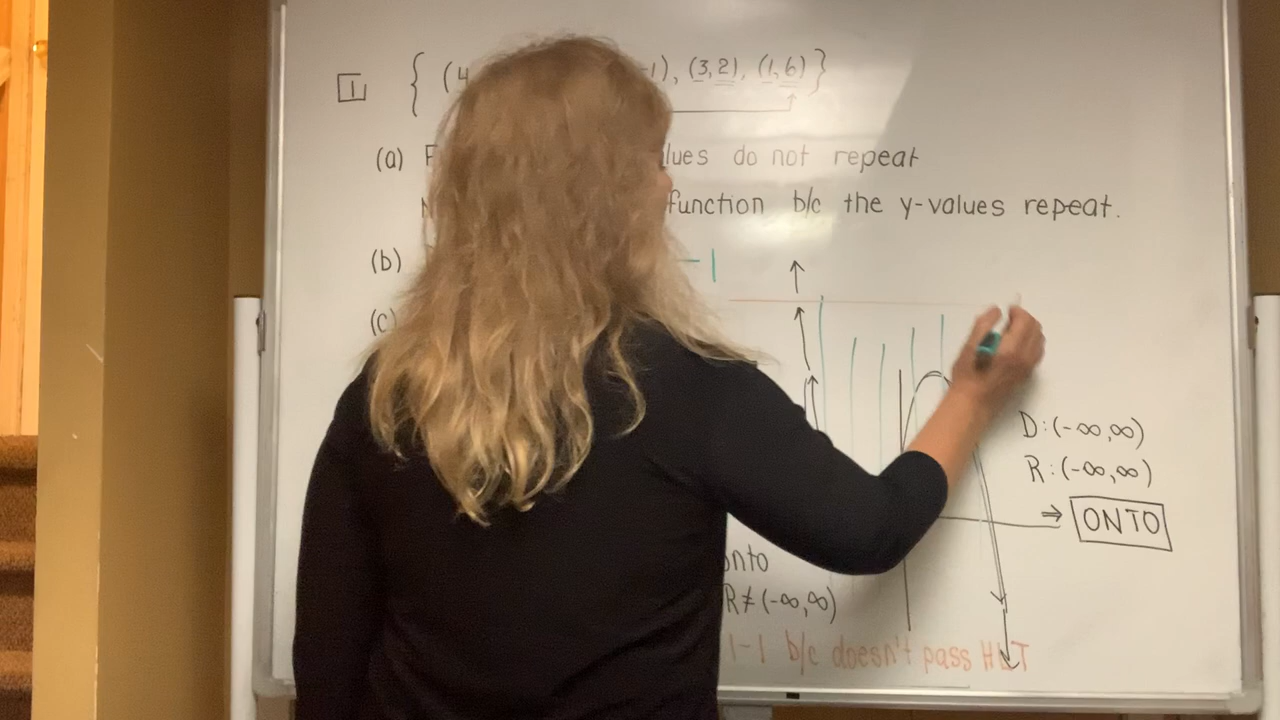 1 { (4 -1), (3,2), (1,6)}
(a) do not repeat
function b/c the y-values repeat.
(b) -1
(c)
D:(-∞,∞)
R:(-∞,∞)
⇒ ONTO
onto
R≠(-∞,∞)
1-1 b/c doesn't pass HLT